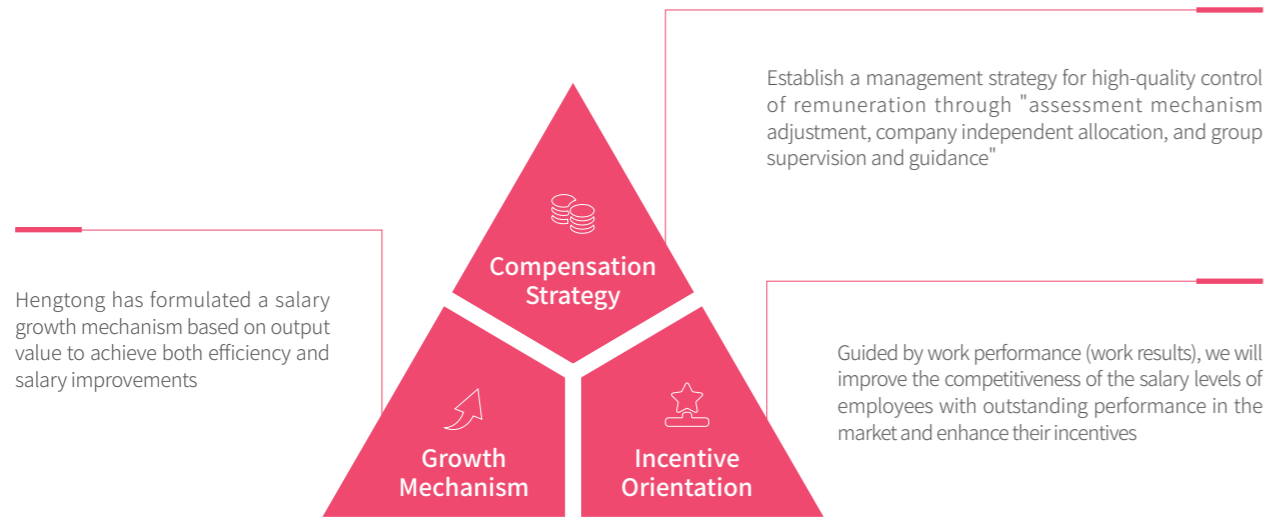 Establish a management strategy for high-quality control
of remuneration through "assessment mechanism
adjustment, company independent allocation, and group
supervision and guidance"
Compensation
Strategy
Hengtong has formulated a salary
growth mechanism based on output
value to achieve both efficiency and
salary improvements
Guided by work performance (work results), we will
improve the competitiveness of the salary levels of
employees with outstanding performance in the
market and enhance their incentives
Growth
Mechanism
Incentive
Orientation